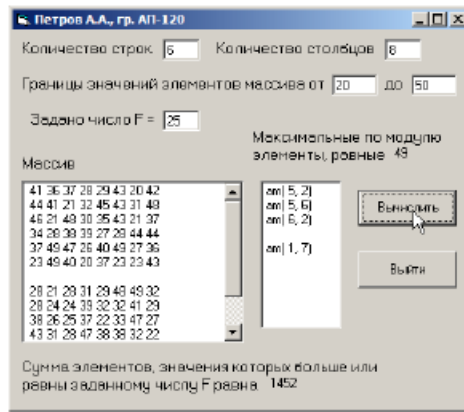 Петров А.А., гр. АП-120
Количество строк 6 Количество столбцов 8
Границы значений элементов массива от 20 до 50
Задано число F = 25
Максимальные по модулю
элементы, равные 49
Массив
41 36 37 28 29 43 20 42
44 41 21 32 45 43 31 48
46 21 48 30 35 43 21 37
34 28 38 39 27 28 44 44
37 49 47 26 40 49 27 36
23 49 40 20 37 23 23 43
28 21 28 31 29 48 49 32
28 24 24 39 32 32 41 29
38 26 25 37 22 33 47 27
43 31 28 47 38 38 32 22
am( 5, 2)
am( 5, 6)
am( 6, 2)
am( 1, 7)
Вычислить
Выйти
Сумма элементов, значения которых больше или
равны заданному числу F равна 1452